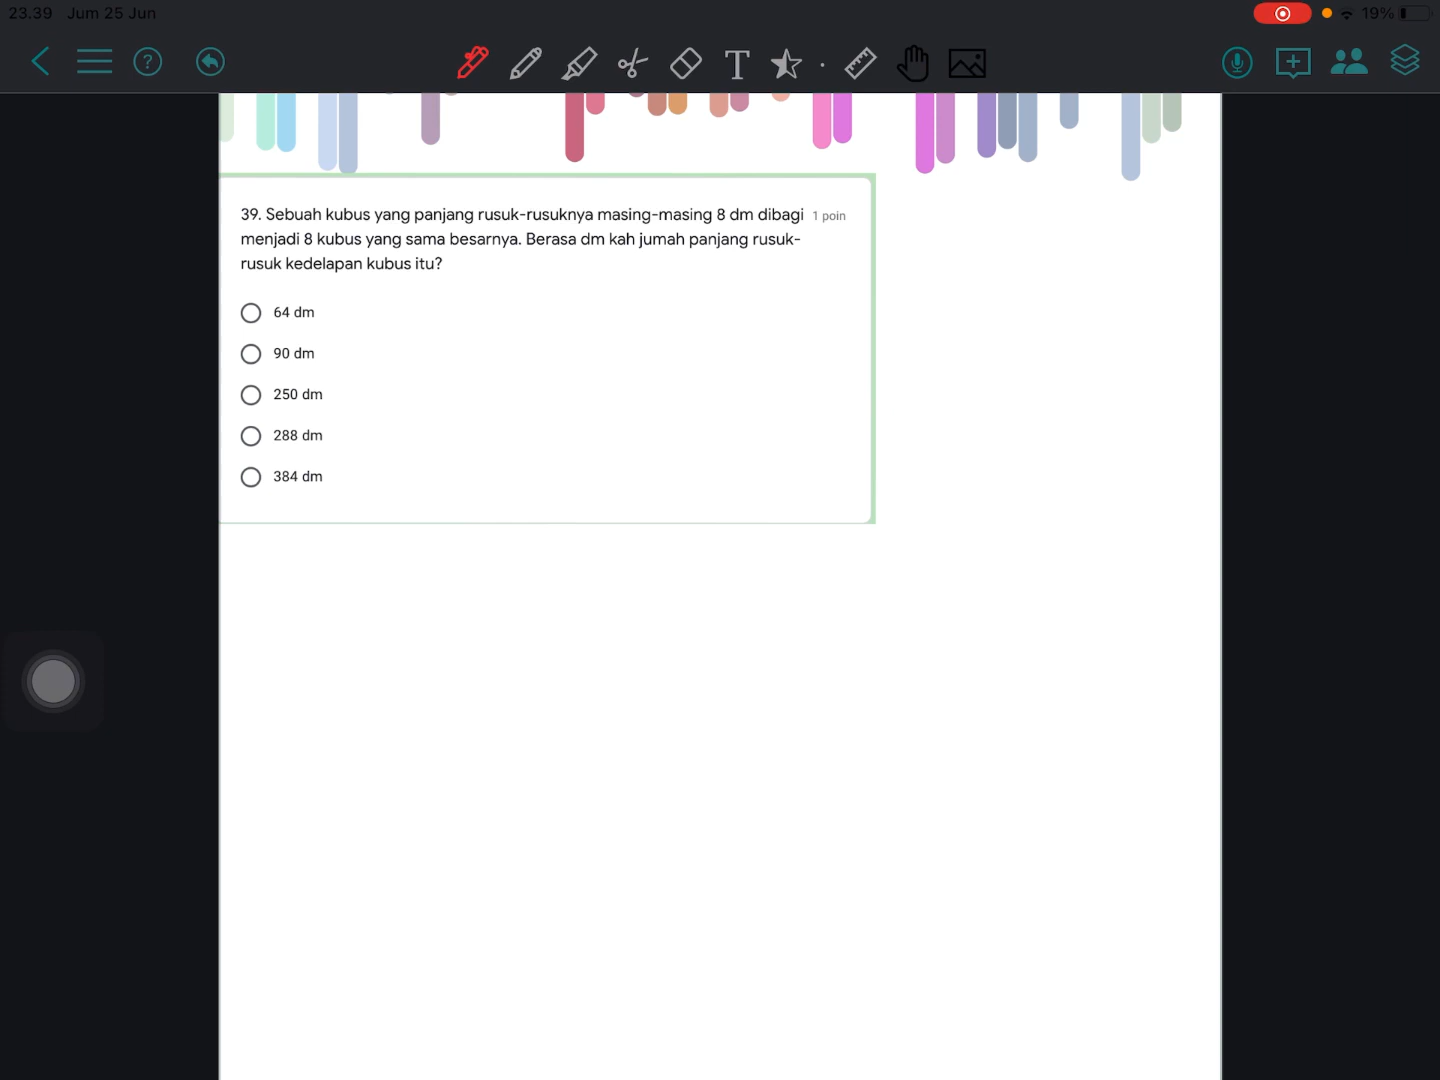 23.39 Jum 25 Jun
19%
?
T
39. Sebuah kubus yang panjang rusuk-rusuknya masing-masing 8 dm dibagi 1 poin
menjadi 8 kubus yang sama besarnya. Berasa dm kah jumah panjang rusuk-
rusuk kedelapan kubus itu?
64 dm
90 dm
250 dm
288 dm
384 dm